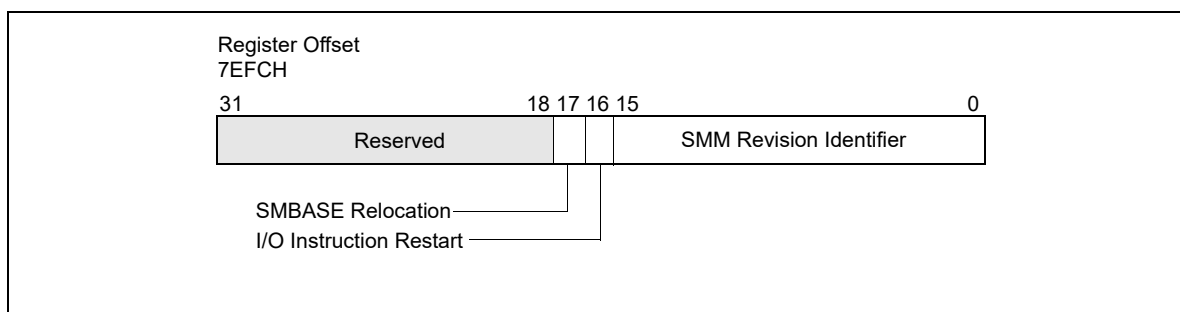 Register Offset
7EFCH
31 18 17 16 15 0
Reserved SMM Revision Identifier
SMBASE Relocation
I/O Instruction Restart